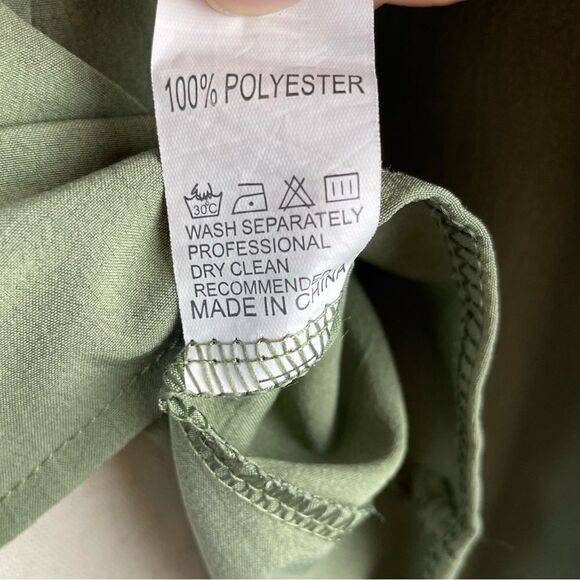 100% POLYESTER
30°C
WASH SEPARATELY
PROFESSIONAL
DRY CLEAN
RECOMMENDED
MADE IN CHINA